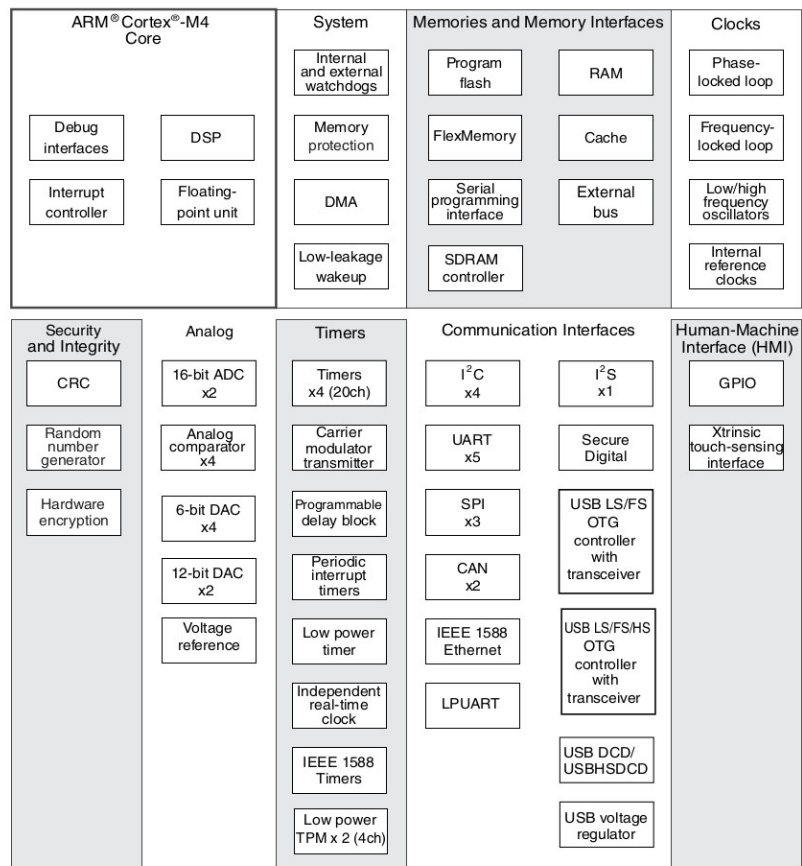 ARM® Cortex®-M4
Core
Debug
interfaces
DSP
Interrupt
controller
Floating-
point unit
System
Internal
and external
watchdogs
Memory
protection
DMA
Low-leakage
wakeup
Memories and Memory Interfaces
Program
flash
RAM
FlexMemory
Cache
Serial
programming
interface
External
bus
SDRAM
controller
Clocks
Phase-
locked loop
Frequency-
locked loop
Low/high
frequency
oscillators
Internal
reference
clocks
Security
and Integrity
CRC
Random
number
generator
Hardware
encryption
Analog
16-bit ADC
x2
Analog
comparator
x4
6-bit DAC
x4
12-bit DAC
x2
Voltage
reference
Timers
Timers
x4 (20ch)
Carrier
modulator
transmitter
Programmable
delay block
Periodic
interrupt
timers
Low power
timer
Independent
real-time
clock
IEEE 1588
Timers
Low power
TPM x 2 (4ch)
Communication Interfaces
I²C
x4
I²S
x1
UART
x5
Secure
Digital
SPI
x3
USB LS/FS
OTG
controller
with
transceiver
CAN
x2
IEEE 1588
Ethernet
USB LS/FS/HS
OTG
controller
with
transceiver
LPUART
USB DCD/
USBHSDCD
USB voltage
regulator
Human-Machine
Interface (HMI)
GPIO
Xtrinsic
touch-sensing
interface